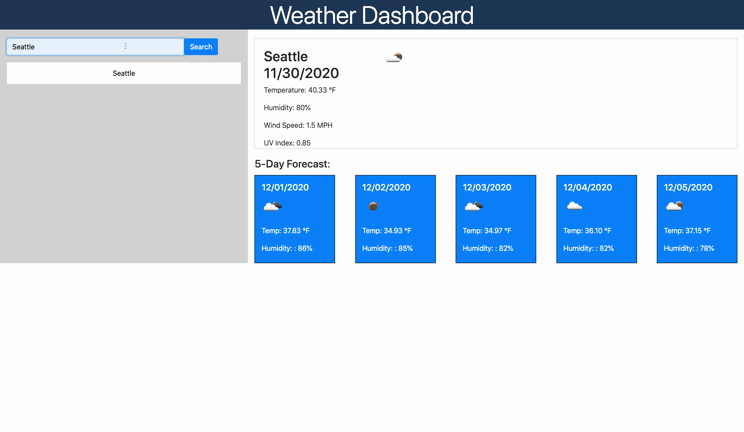 Weather Dashboard
Seattle
Search
Seattle
Seattle
11/30/2020
Temperature: 40.33 °F
Humidity: 80%
Wind Speed: 1.5 MPH
UV Index: 0.85
5-Day Forecast:
12/01/2020
Temp: 37.83 °F
Humidity: : 86%
12/02/2020
Temp: 34.93 °F
Humidity: : 85%
12/03/2020
Temp: 34.97 °F
Humidity: : 82%
12/04/2020
Temp: 36.10 °F
Humidity: : 82%
12/05/2020
Temp: 37.15 °F
Humidity: : 78%